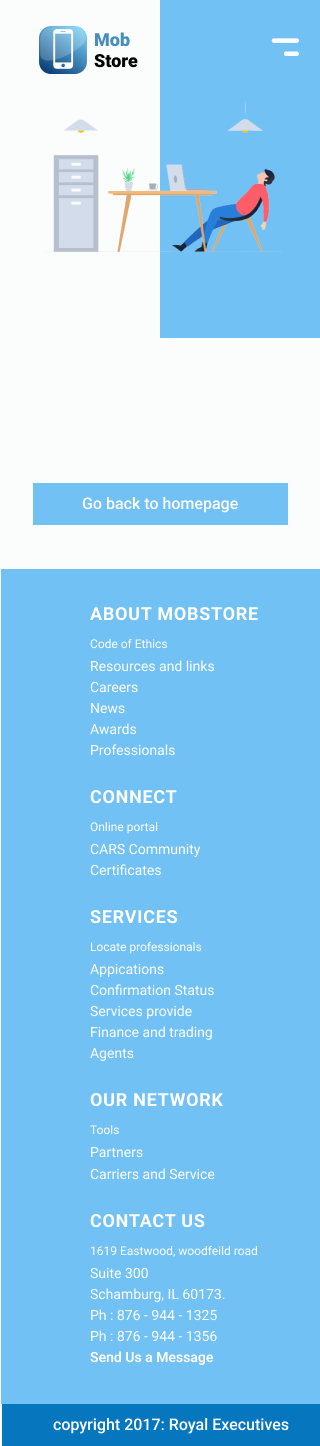 Mob
Store
Go back to homepage
ABOUT MOBSTORE
Code of Ethics
Resources and links
Careers
News
Awards
Professionals
CONNECT
Online portal
CARS Community
Certificates
SERVICES
Locate professionals
Appications
Confirmation Status
Services provide
Finance and trading
Agents
OUR NETWORK
Tools
Partners
Carriers and Service
CONTACT US
1619 Eastwood, woodfeild road
Suite 300
Schamburg, IL 60173.
Ph : 876 - 944 - 1325
Ph : 876 - 944 - 1356
Send Us a Message
copyright 2017: Royal Executives